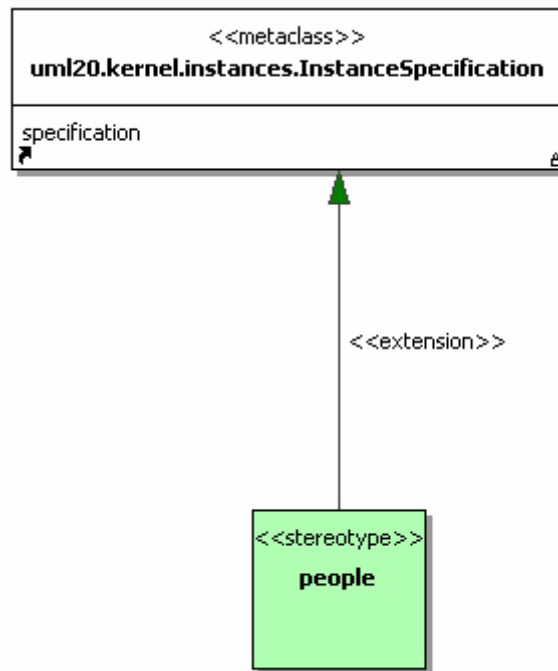 <<metaclass>>
uml20.kernel.instances.InstanceSpecification
specification
<<extension>>
<<stereotype>>
people